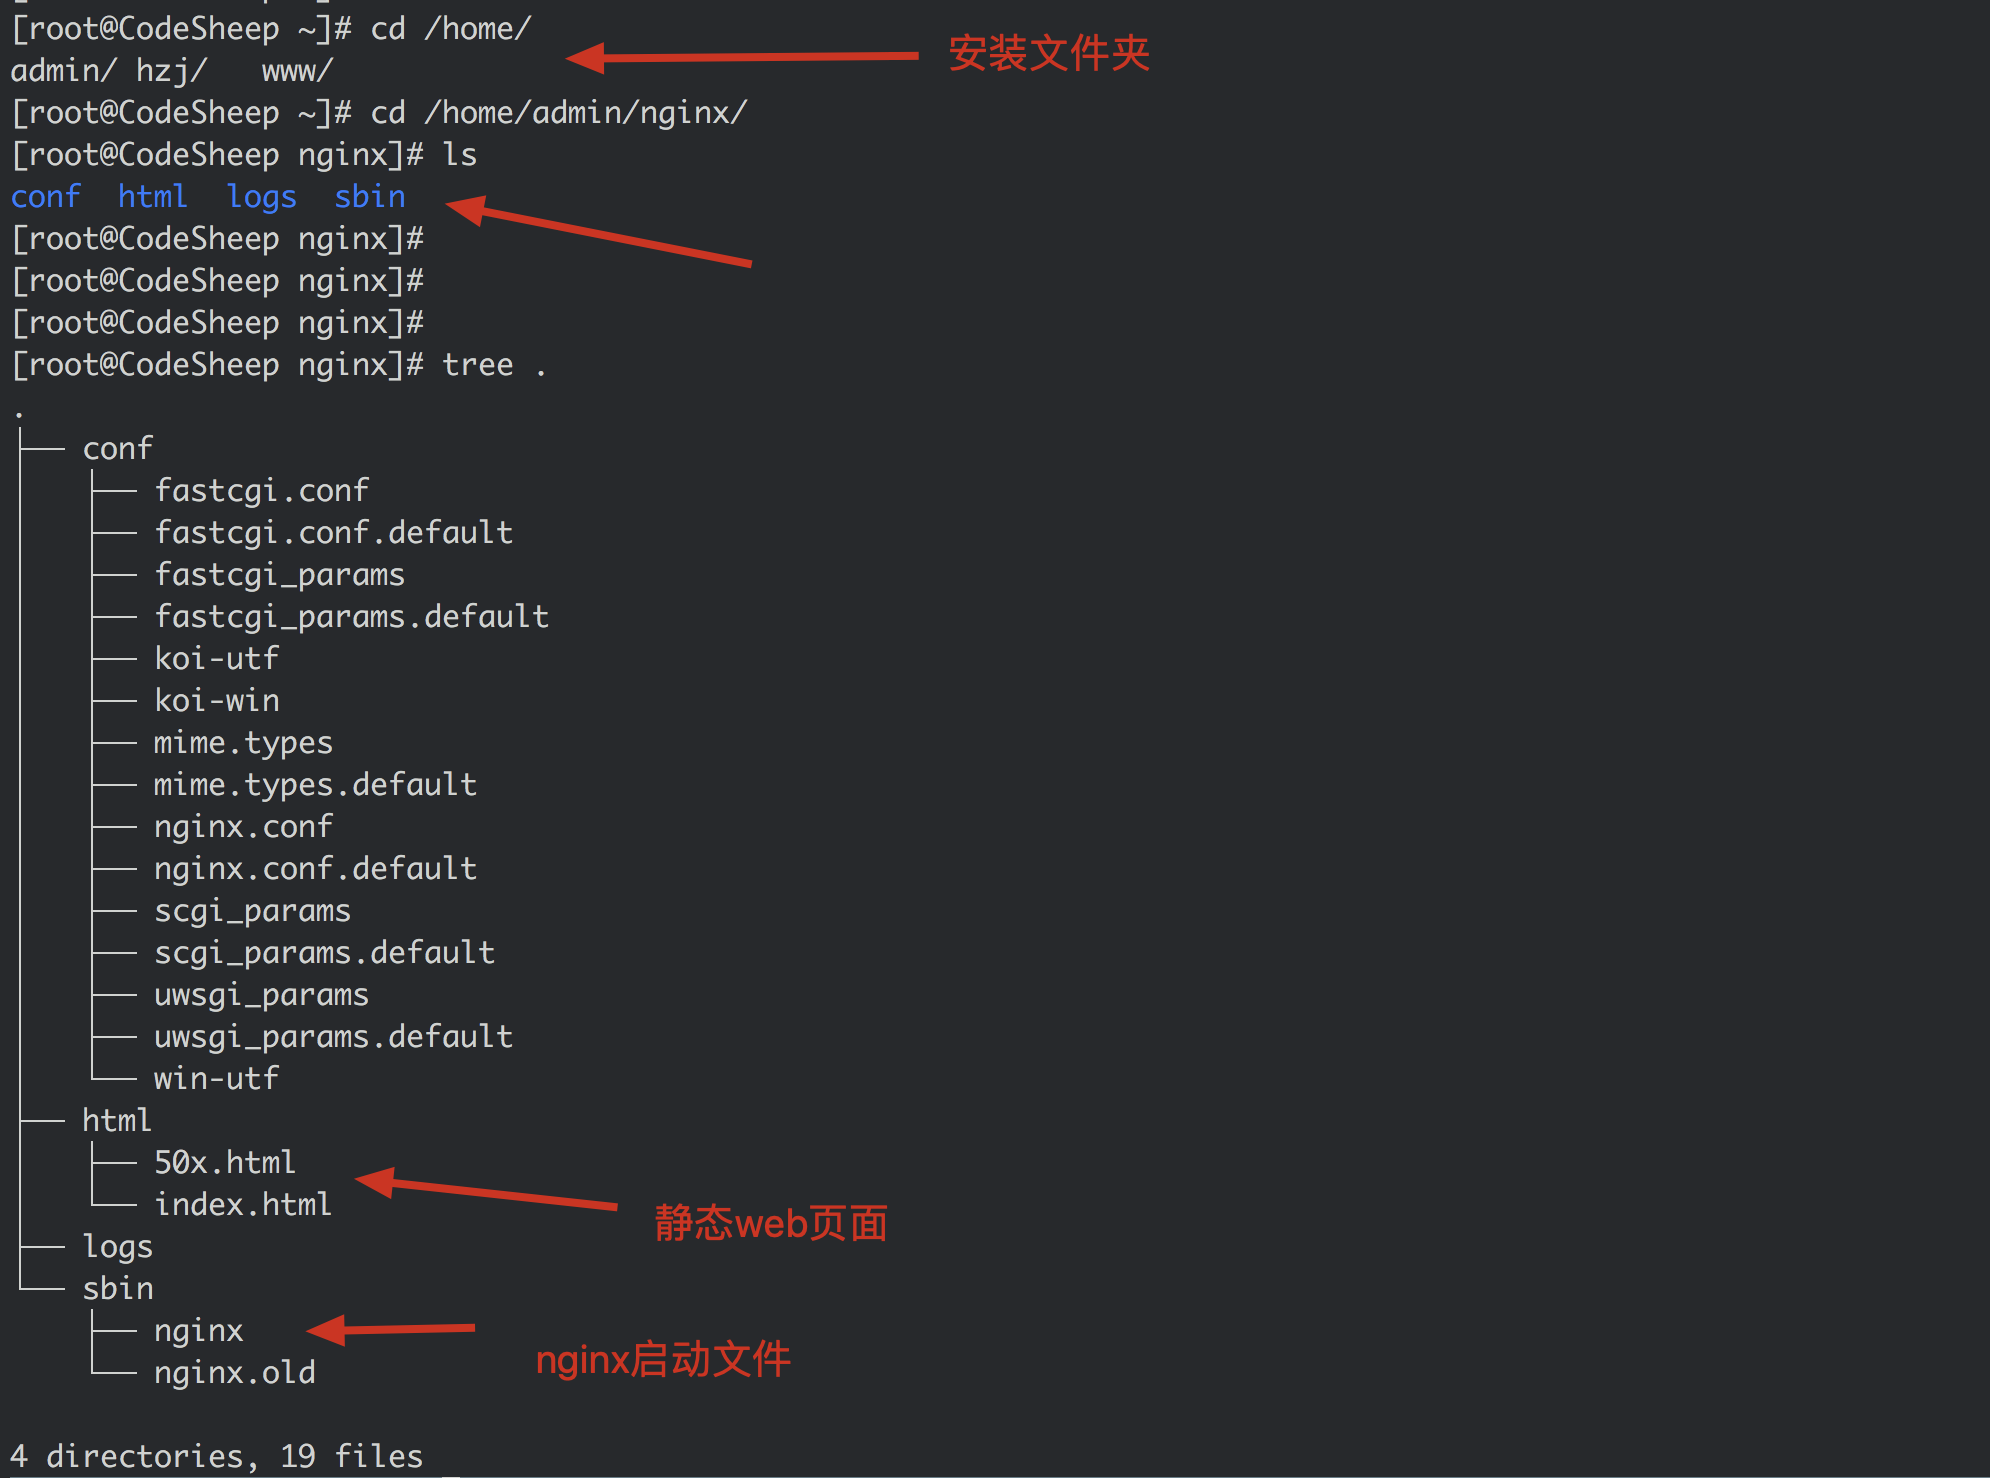 [root@CodeSheep ~]# cd /home/
安装文件夹
admin/ hzj/   www/
[root@CodeSheep ~]# cd /home/admin/nginx/
[root@CodeSheep nginx]# ls
conf  html  logs  sbin
[root@CodeSheep nginx]#
[root@CodeSheep nginx]#
[root@CodeSheep nginx]#
[root@CodeSheep nginx]# tree .
.
├── conf
│   ├── fastcgi.conf
│   ├── fastcgi.conf.default
│   ├── fastcgi_params
│   ├── fastcgi_params.default
│   ├── koi-utf
│   ├── koi-win
│   ├── mime.types
│   ├── mime.types.default
│   ├── nginx.conf
│   ├── nginx.conf.default
│   ├── scgi_params
│   ├── scgi_params.default
│   ├── uwsgi_params
│   ├── uwsgi_params.default
│   └── win-utf
├── html
│   ├── 50x.html
│   └── index.html
静态web页面
├── logs
└── sbin
    ├── nginx
nginx启动文件
    └── nginx.old
4 directories, 19 files